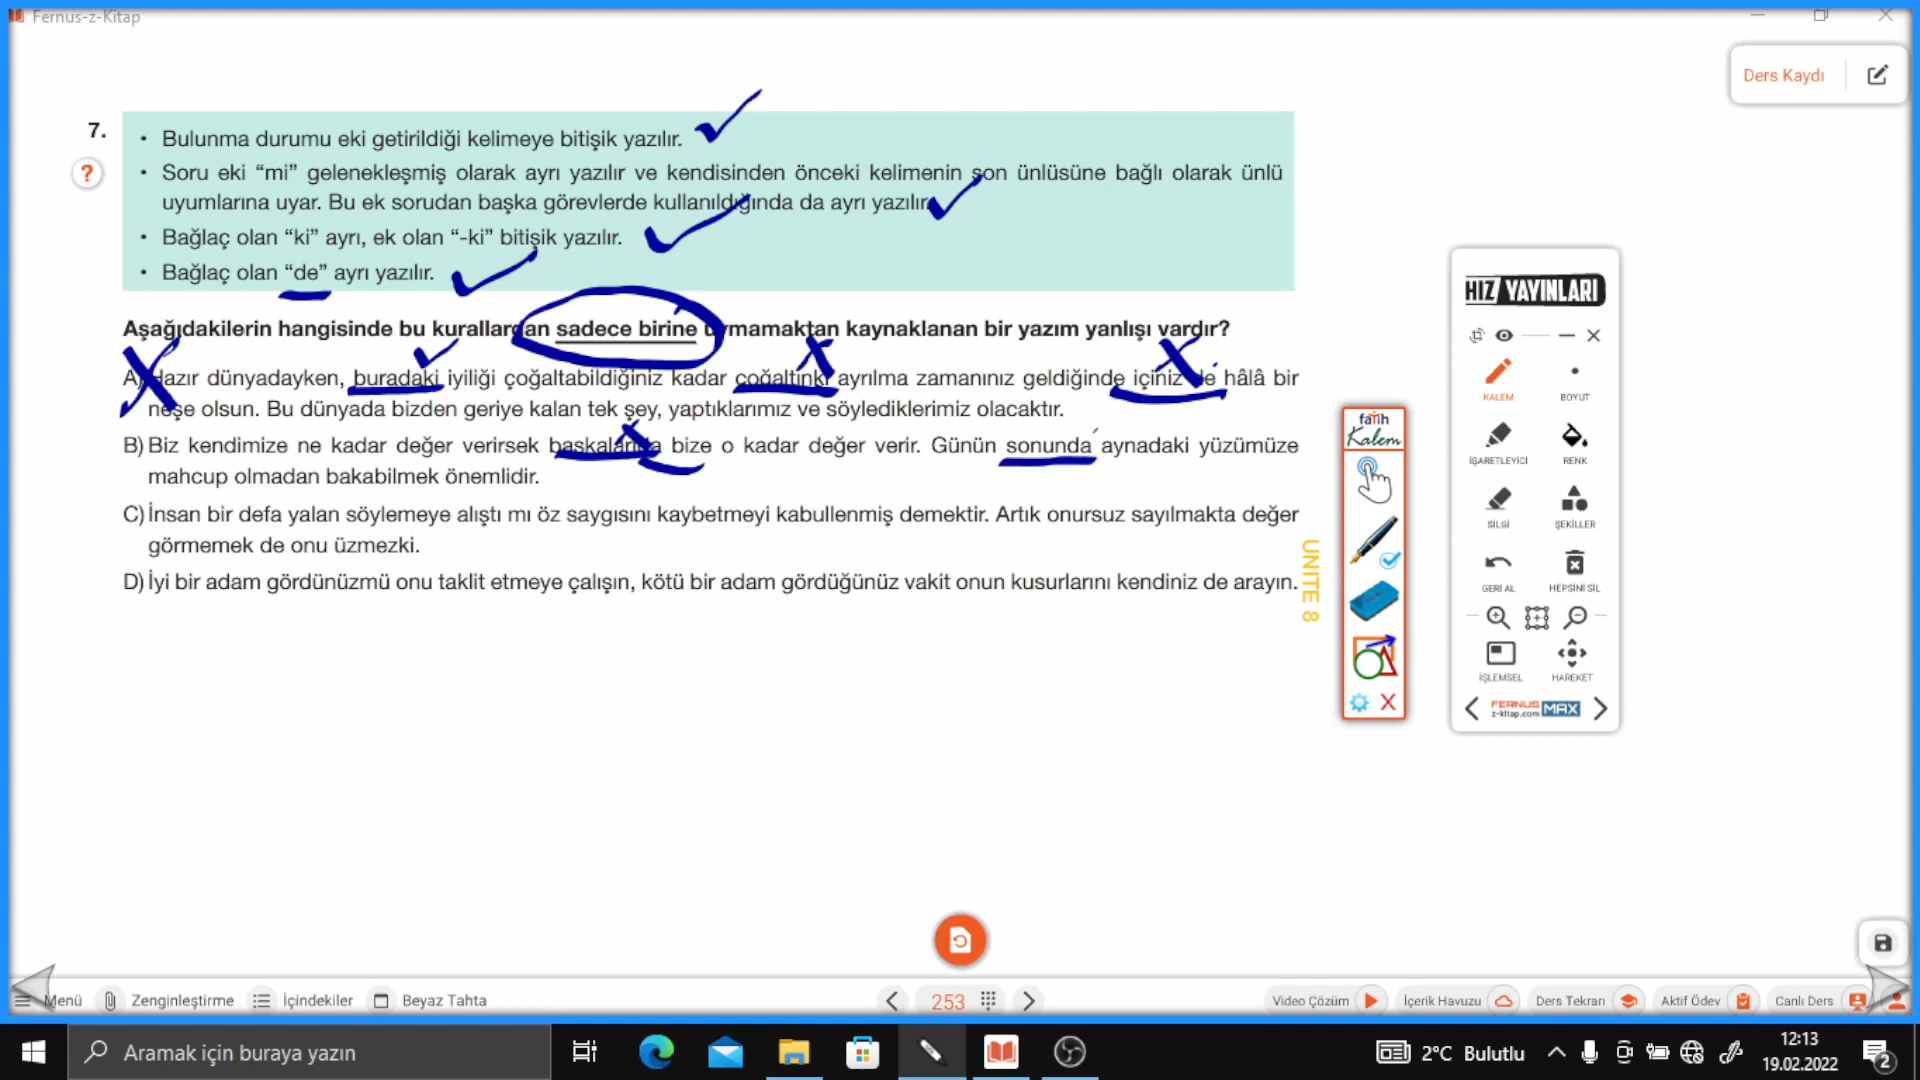 Fernus-z-Kitap
Ders Kaydı
7.
• Bulunma durumu eki getirildiği kelimeye bitişik yazılır.
?
• Soru eki “mi” gelenekleşmiş olarak ayrı yazılır ve kendisinden önceki kelimenin son ünlüsüne bağlı olarak ünlü
uyumlarına uyar. Bu ek sorudan başka görevlerde kullanıldığında da ayrı yazılır.
• Bağlaç olan “ki” ayrı, ek olan “-ki” bitişik yazılır.
• Bağlaç olan “de” ayrı yazılır.
Aşağıdakilerin hangisinde bu kurallardan sadece birine uymamaktan kaynaklanan bir yazım yanlışı vardır?
A) Hazır dünyadayken, buradaki iyiliği çoğaltabildiğiniz kadar çoğaltınki ayrılma zamanınız geldiğinde içiniz de hâlâ bir
neşe olsun. Bu dünyada bizden geriye kalan tek şey, yaptıklarımız ve söylediklerimiz olacaktır.
B) Biz kendimize ne kadar değer verirsek başkalarıda bize o kadar değer verir. Günün sonunda aynadaki yüzümüze
mahcup olmadan bakabilmek önemlidir.
C) İnsan bir defa yalan söylemeye alıştı mı öz saygısını kaybetmeyi kabullenmiş demektir. Artık onursuz sayılmakta değer
görmemek de onu üzmezki.
D) İyi bir adam gördünüzmü onu taklit etmeye çalışın, kötü bir adam gördüğünüz vakit onun kusurlarını kendiniz de arayın.
ÜNİTE 8
fatih
Kalem
HIZ YAYINLARI
KALEM
BOYUT
İŞARETLEYİCİ
RENK
SİLGİ
ŞEKİLLER
GERİ AL
HEPSİNİ SİL
İŞLEMSEL
HAREKET
FERNUS
z-kitap.com MAX
Menü
Zenginleştirme
İçindekiler
Beyaz Tahta
253
Video Çözüm
İçerik Havuzu
Ders Tekrarı
Aktif Ödev
Canlı Ders
Aramak için buraya yazın
2°C Bulutlu
12:13
19.02.2022
2